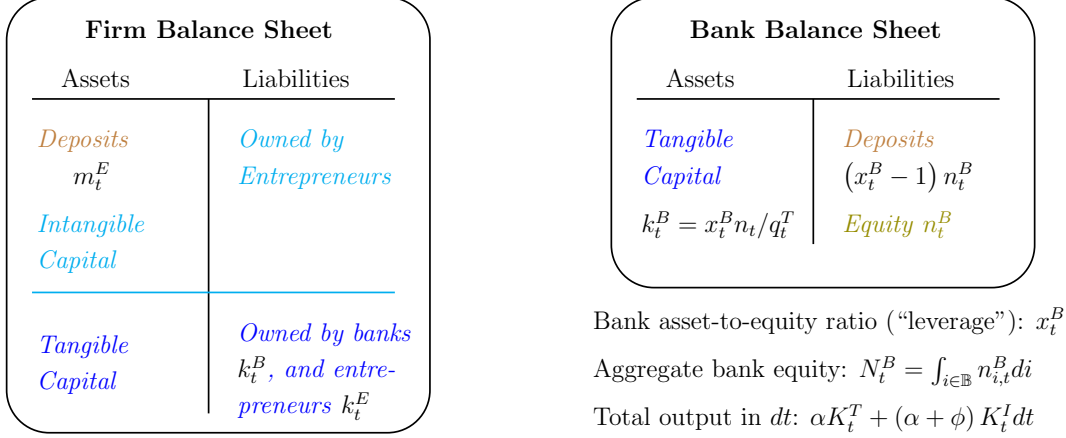 Firm Balance Sheet
Assets Liabilities
Deposits
m_t^E
Intangible
Capital
Owned by
Entrepreneurs
Tangible
Capital
Owned by banks
k_t^B, and entre-
preneurs k_t^E
Bank Balance Sheet
Assets Liabilities
Tangible
Capital
k_t^B = x_t^B n_t/q_t^T
Deposits
(x_t^B − 1) n_t^B
Equity n_t^B
Bank asset-to-equity ratio (“leverage”): x_t^B
Aggregate bank equity: N_t^B = ∫_{i∈𝔹} n_{i,t}^B di
Total output in dt: αK_t^T + (α + ϕ) K_t^I dt